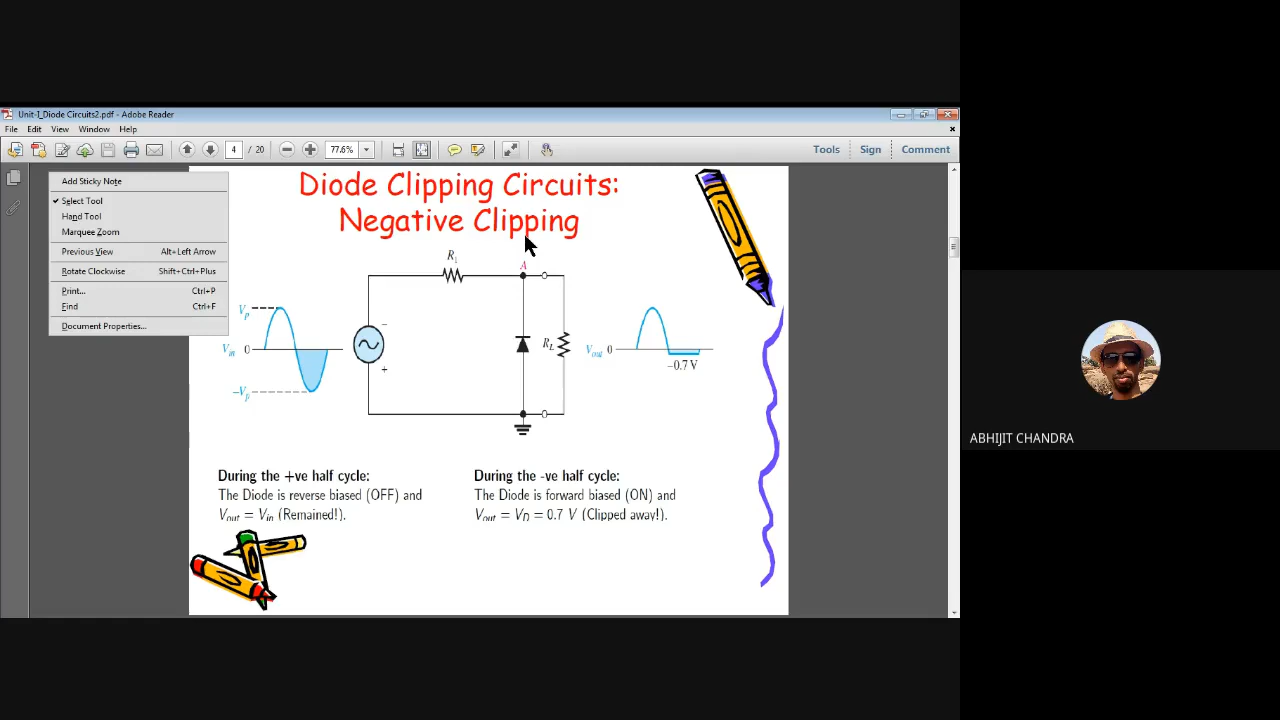 Unit-I_Diode Circuits2.pdf - Adobe Reader
File Edit View Window Help
4 / 20 77.6% Tools Sign Comment
Add Sticky Note
Select Tool
Hand Tool
Marquee Zoom
Previous View Alt+Left Arrow
Rotate Clockwise Shift+Ctrl+Plus
Print... Ctrl+P
Find Ctrl+F
Document Properties...
Diode Clipping Circuits:
Negative Clipping
R1
A
Vp
−
Vin 0
RL
Vout 0
−0.7 V
+
−Vp
During the +ve half cycle:
The Diode is reverse biased (OFF) and
Vout = Vin (Remained!).
During the -ve half cycle:
The Diode is forward biased (ON) and
Vout = VD = 0.7 V (Clipped away!).
ABHIJIT CHANDRA